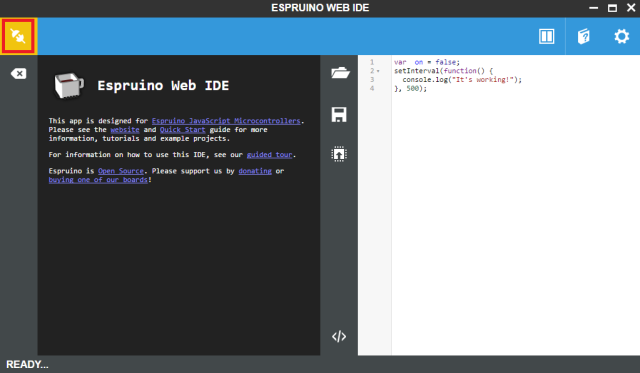 ESPRUINO WEB IDE
Espruino Web IDE
This app is designed for Espruino JavaScript Microcontrollers.
Please see the website and Quick Start guide for more
information, tutorials and example projects.
For information on how to use this IDE, see our guided tour.
Espruino is Open Source. Please support us by donating or
buying one of our boards!
1 var  on = false;
2 setInterval(function() {
3   console.log("It's working!");
4 }, 500);
READY...